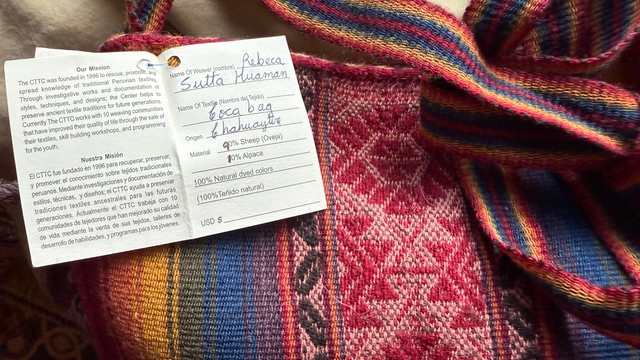 Our Mission
The CTTC was founded in 1996 to rescue, promote, and
spread knowledge of traditional Peruvian textiles.
Through investigative works and documentation of
styles, techniques, and designs; the Center helps to
preserve ancient textile traditions for future generations.
Currently The CTTC works with 10 weaving communities
that have improved their quality of life through the sale of
their textiles, skill building workshops, and programming
for the youth.
Nuestra Misión
El CTTC fue fundado en 1996 para recuperar, preservar,
y promover el conocimiento sobre tejidos tradicionales
peruanos. Mediante investigaciones y documentación de
estilos, técnicas, y diseños; el CTTC ayuda a preservar
tradiciones textiles ancestrales para las futuras
generaciones. Actualmente el CTTC trabaja con 10
comunidades de tejedores que han mejorado su calidad
de vida mediante la venta de sus tejidos, talleres de
desarrollo de habilidades, y programas para los jóvenes.
Name Of Weaver (nombre) Rebeca
Sutta Huaman
Name Of Textile (Nombre del Tejido)
Coca bag
Origen Chahuaytire
Material 90% Sheep (Oveja)
10% Alpaca
100% Natural dyed colors
(100%Teñido natural)
USD $